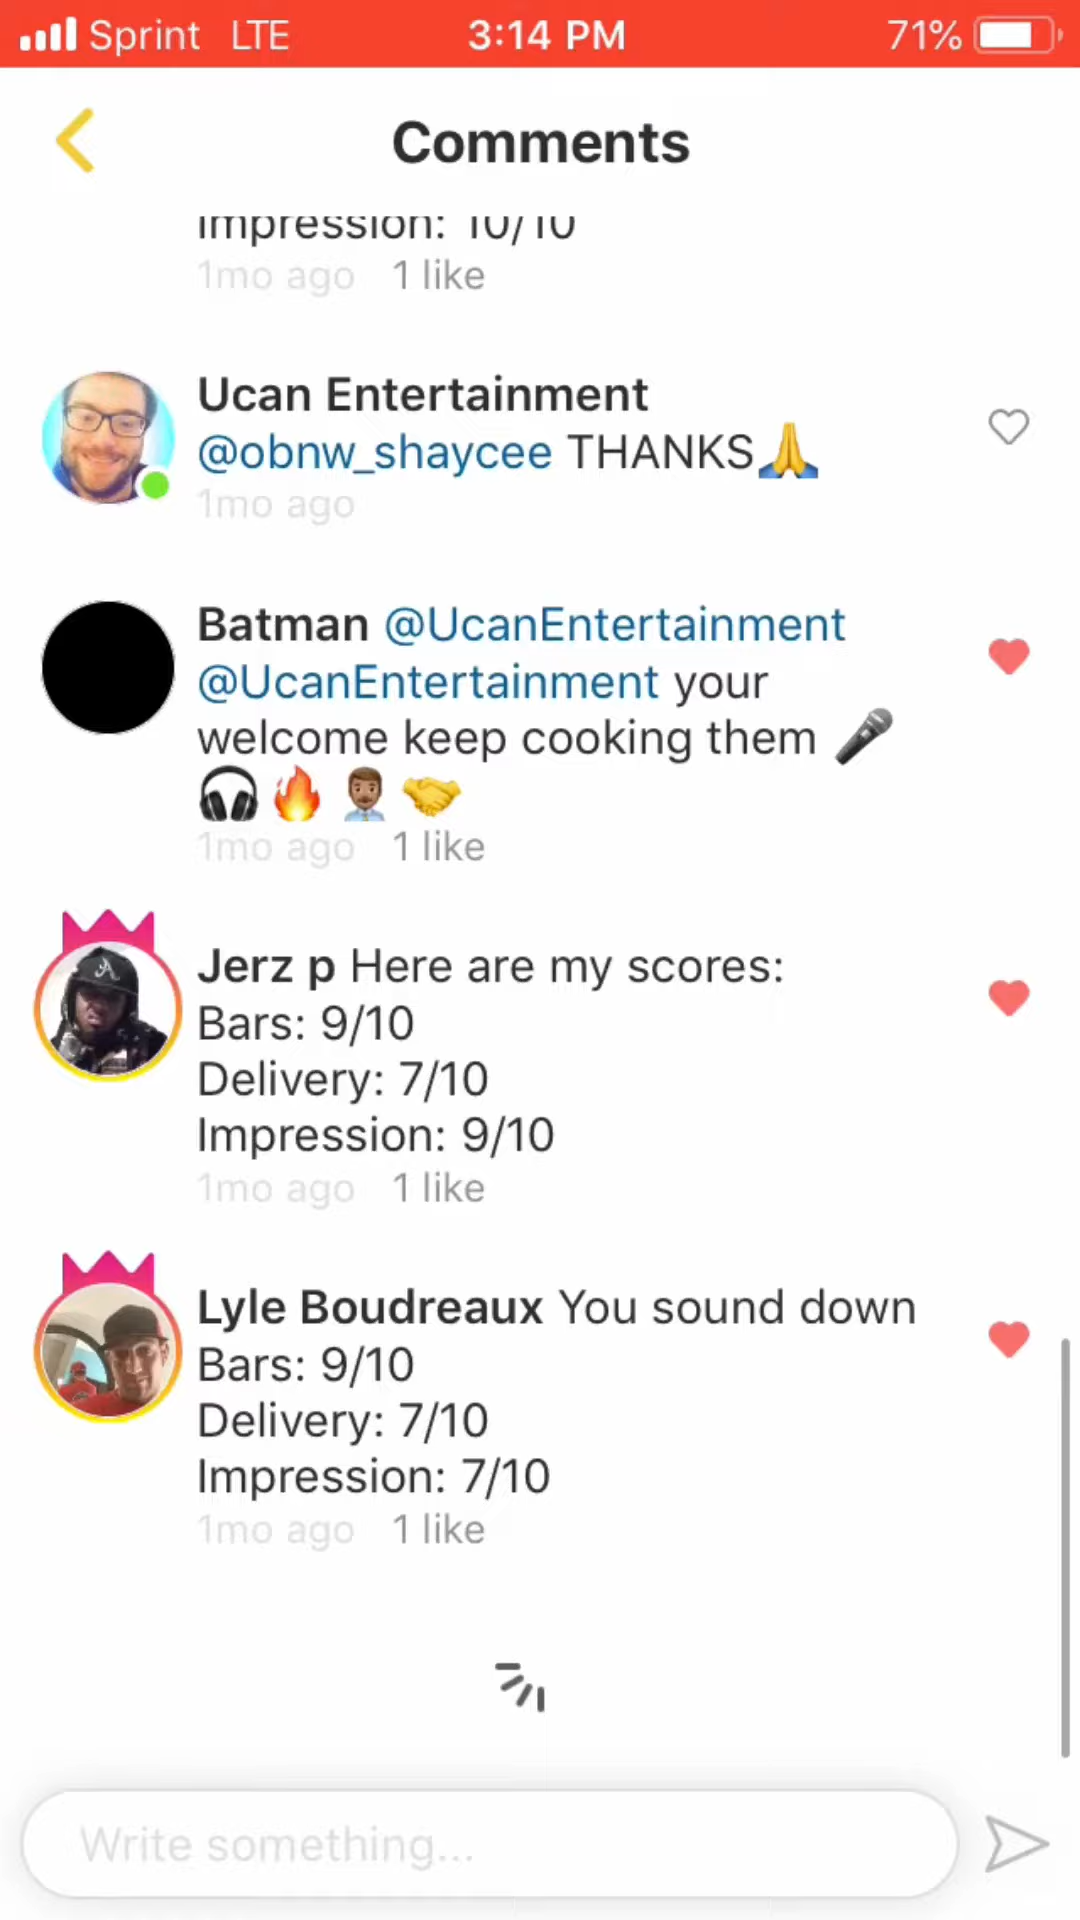 Sprint LTE 3:14 PM 71%
Comments
Impression: 10/10
1mo ago 1 like
Ucan Entertainment
@obnw_shaycee THANKS🙏
1mo ago
Batman @UcanEntertainment
@UcanEntertainment your
welcome keep cooking them 🎤
🎧🔥👨🏽‍💼🤝
1mo ago 1 like
Jerz p Here are my scores:
Bars: 9/10
Delivery: 7/10
Impression: 9/10
1mo ago 1 like
Lyle Boudreaux You sound down
Bars: 9/10
Delivery: 7/10
Impression: 7/10
1mo ago 1 like
Write something...